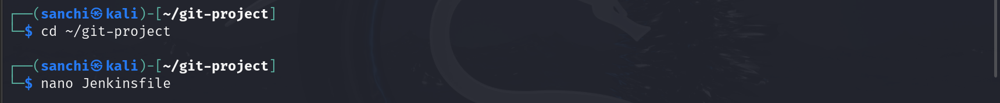 ┌──(sanchi㉿kali)-[~/git-project]
└─$ cd ~/git-project
┌──(sanchi㉿kali)-[~/git-project]
└─$ nano Jenkinsfile